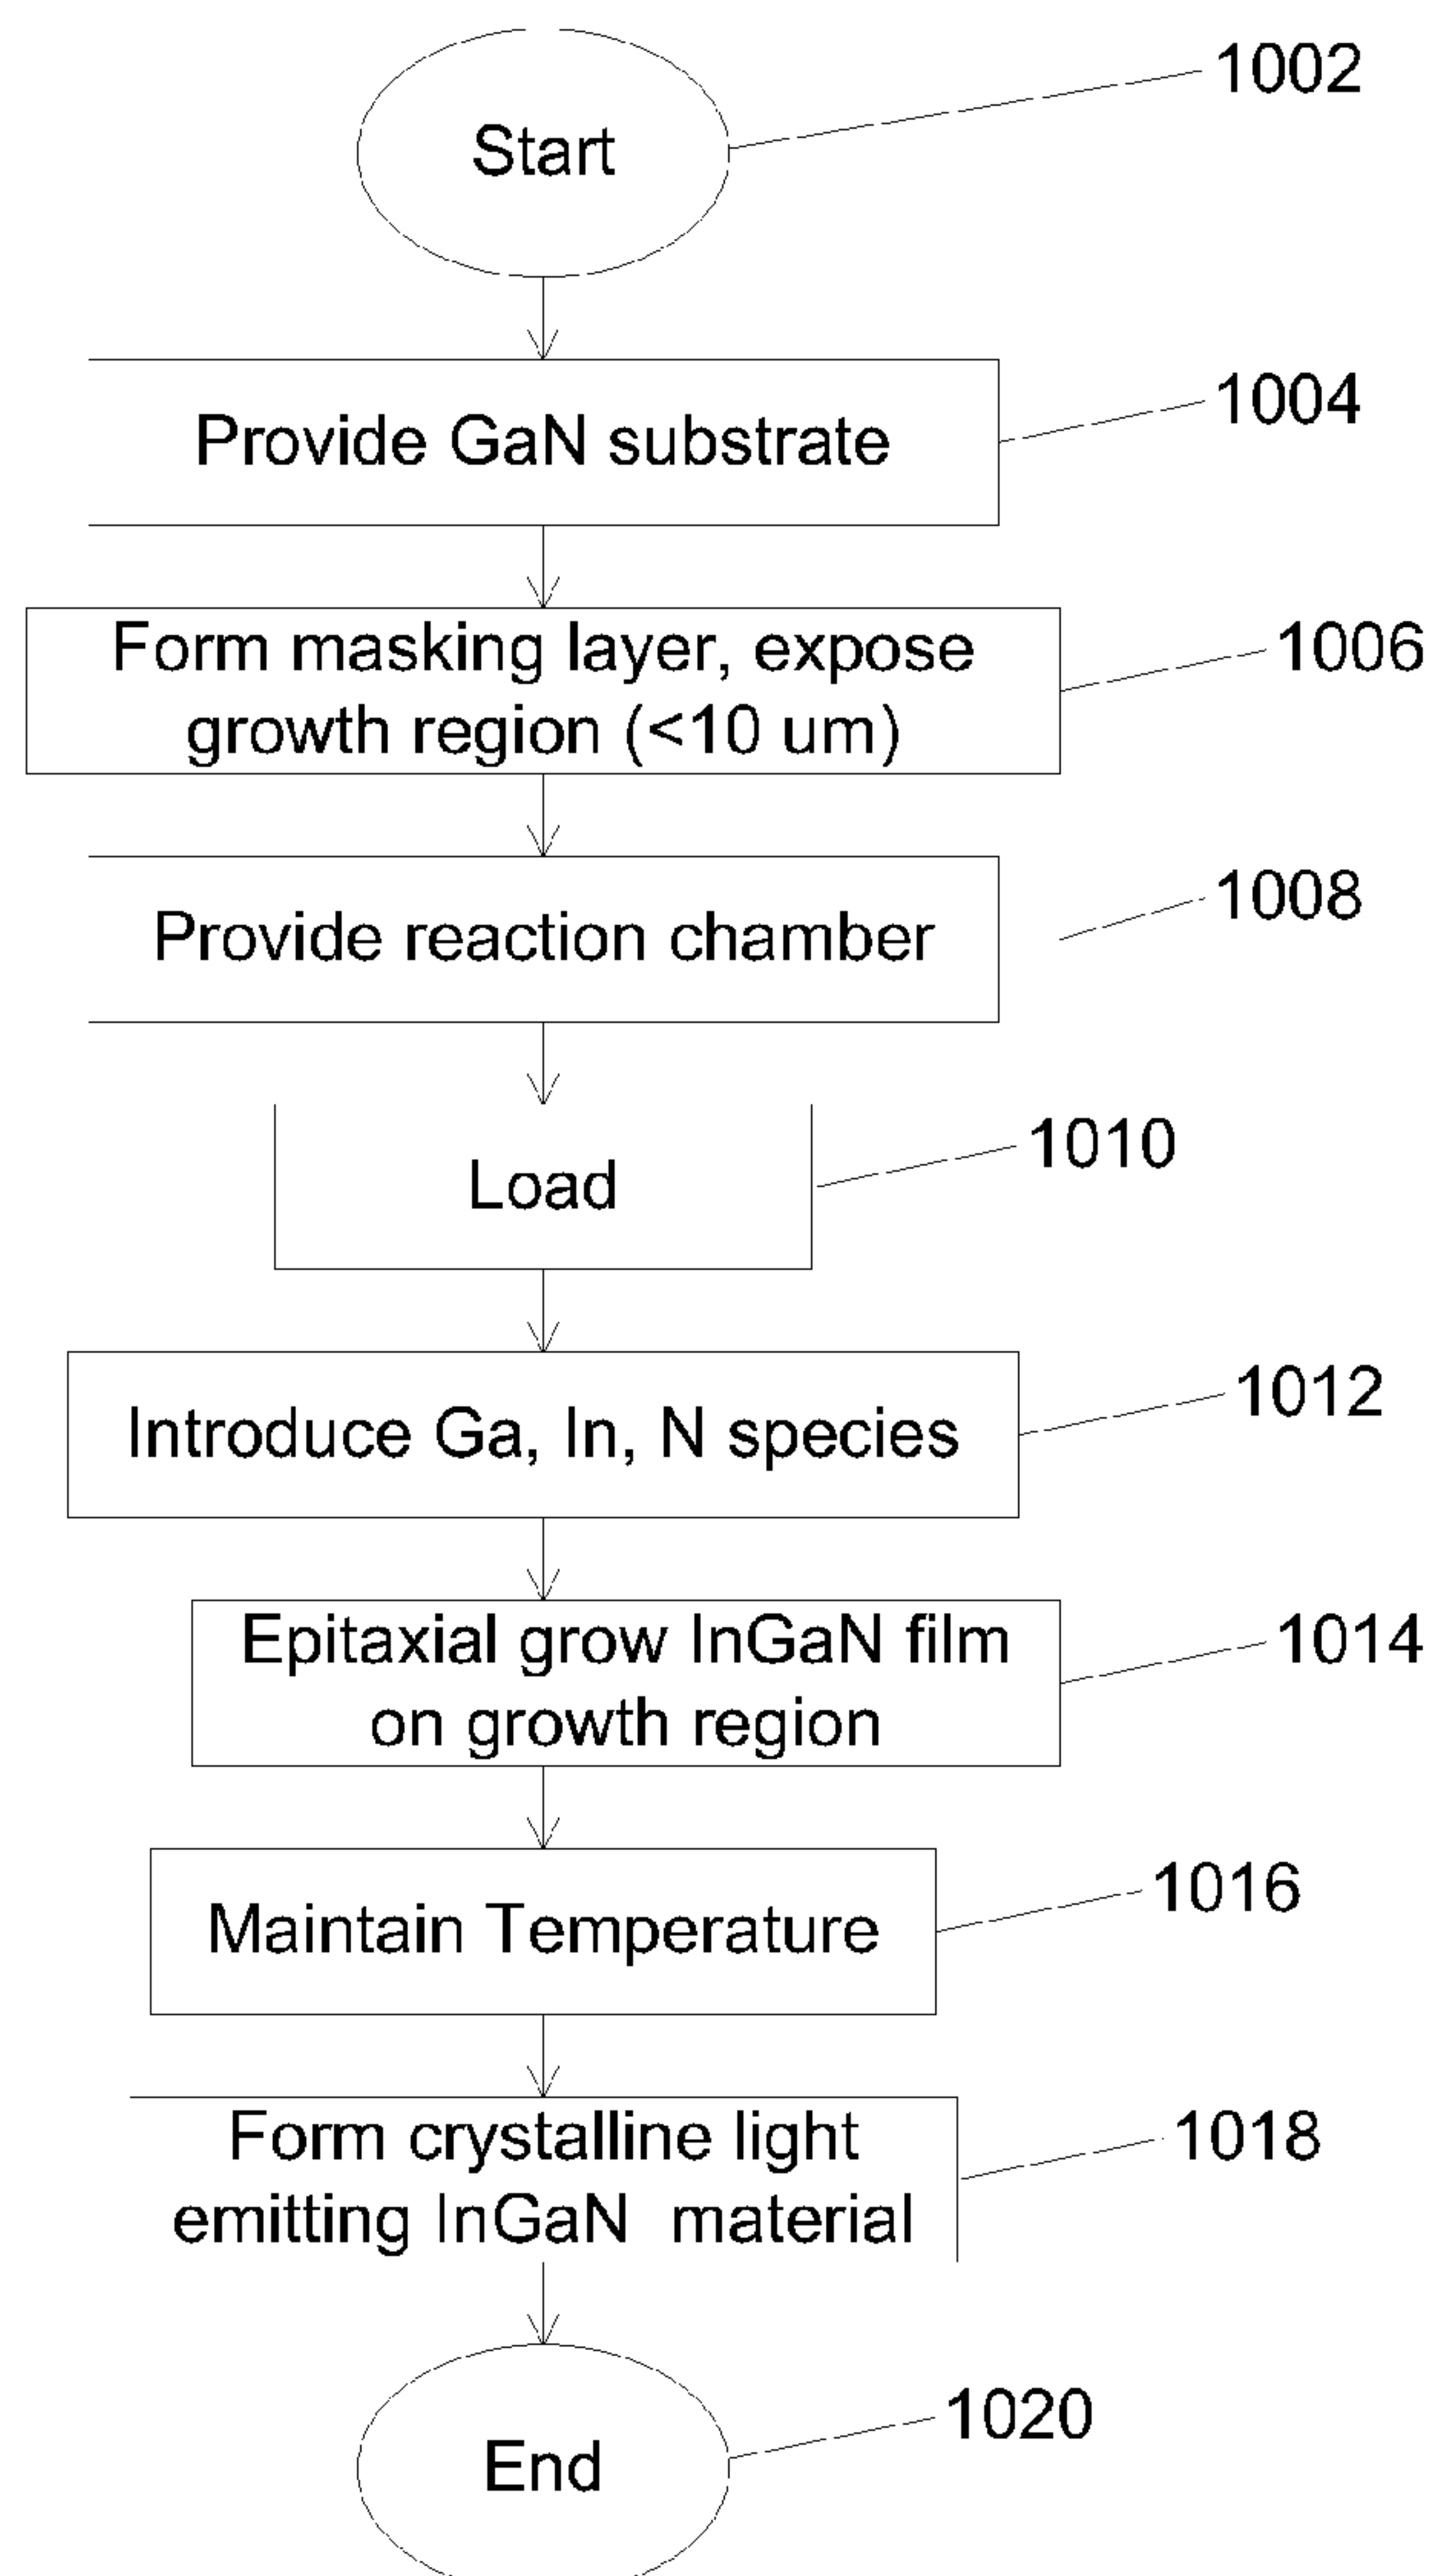 Start
1002
Provide GaN substrate
1004
Form masking layer, expose
growth region (<10 um)
1006
Provide reaction chamber
1008
Load
1010
Introduce Ga, In, N species
1012
Epitaxial grow InGaN film
on growth region
1014
Maintain Temperature
1016
Form crystalline light
emitting InGaN material
1018
End
1020